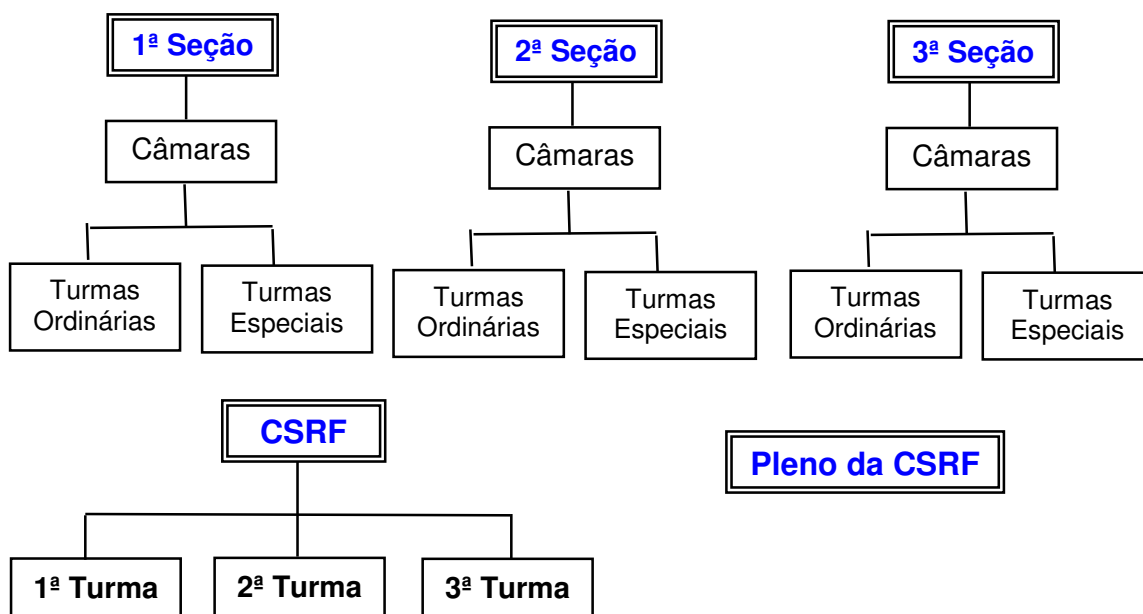 1ª Seção
2ª Seção
3ª Seção
Câmaras
Câmaras
Câmaras
Turmas
Ordinárias
Turmas
Especiais
Turmas
Ordinárias
Turmas
Especiais
Turmas
Ordinárias
Turmas
Especiais
CSRF
Pleno da CSRF
1ª Turma
2ª Turma
3ª Turma